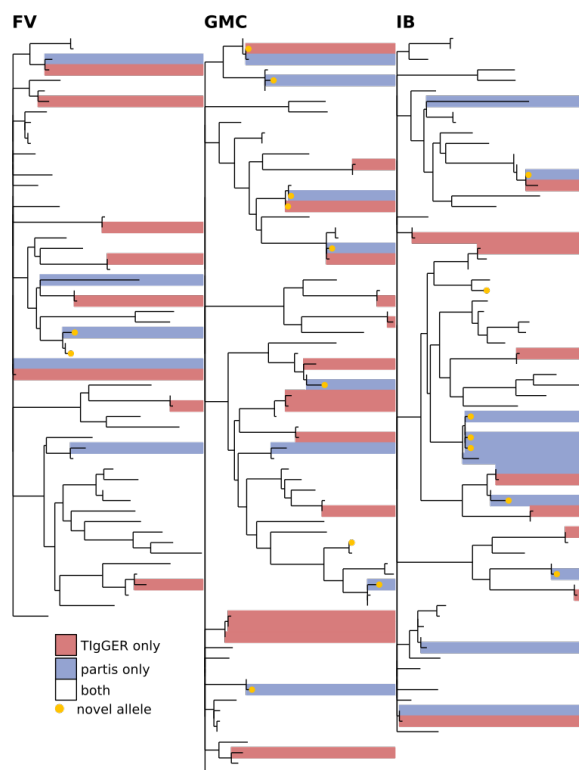 FV
GMC
IB
TIgGER only
partis only
both
novel allele